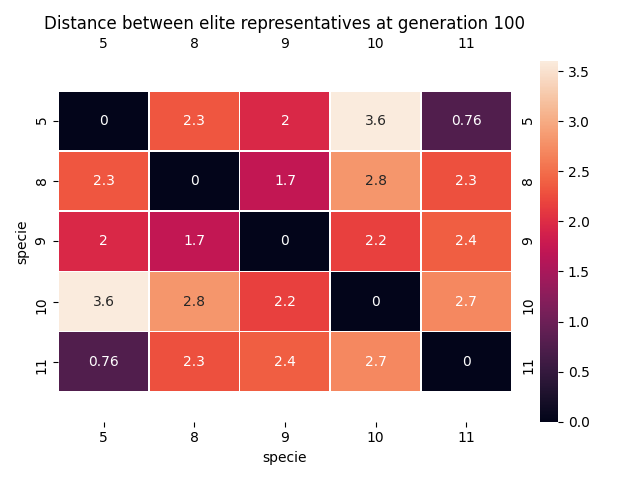 Distance between elite representatives at generation 100
5 8 9 10 11
5 0 2.3 2 3.6 0.76 5
8 2.3 0 1.7 2.8 2.3 8
9 2 1.7 0 2.2 2.4 9
10 3.6 2.8 2.2 0 2.7 10
11 0.76 2.3 2.4 2.7 0 11
specie
5 8 9 10 11
specie
3.5
3.0
2.5
2.0
1.5
1.0
0.5
0.0